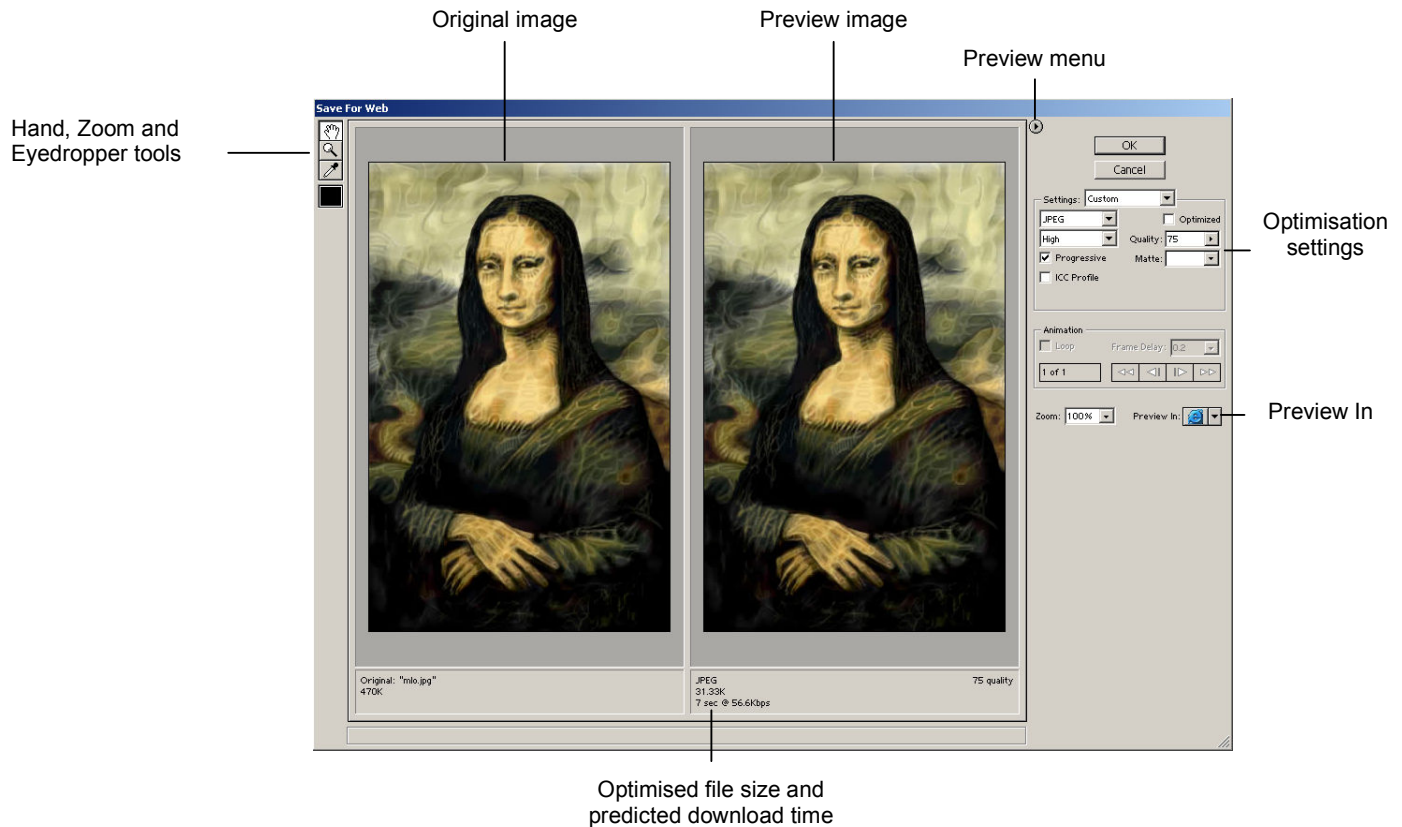 Original image
Preview image
Preview menu
Hand, Zoom and
Eyedropper tools
Save For Web
OK
Cancel
Settings: Custom
JPEG
Optimized
High
Quality: 75
Progressive
Matte:
ICC Profile
Optimisation
settings
Animation
Loop
Frame Delay: 0.2
1 of 1
Zoom: 100%
Preview In:
Preview In
Original: "mlo.jpg"
470K
JPEG
75 quality
31.33K
7 sec @ 56.6Kbps
Optimised file size and
predicted download time